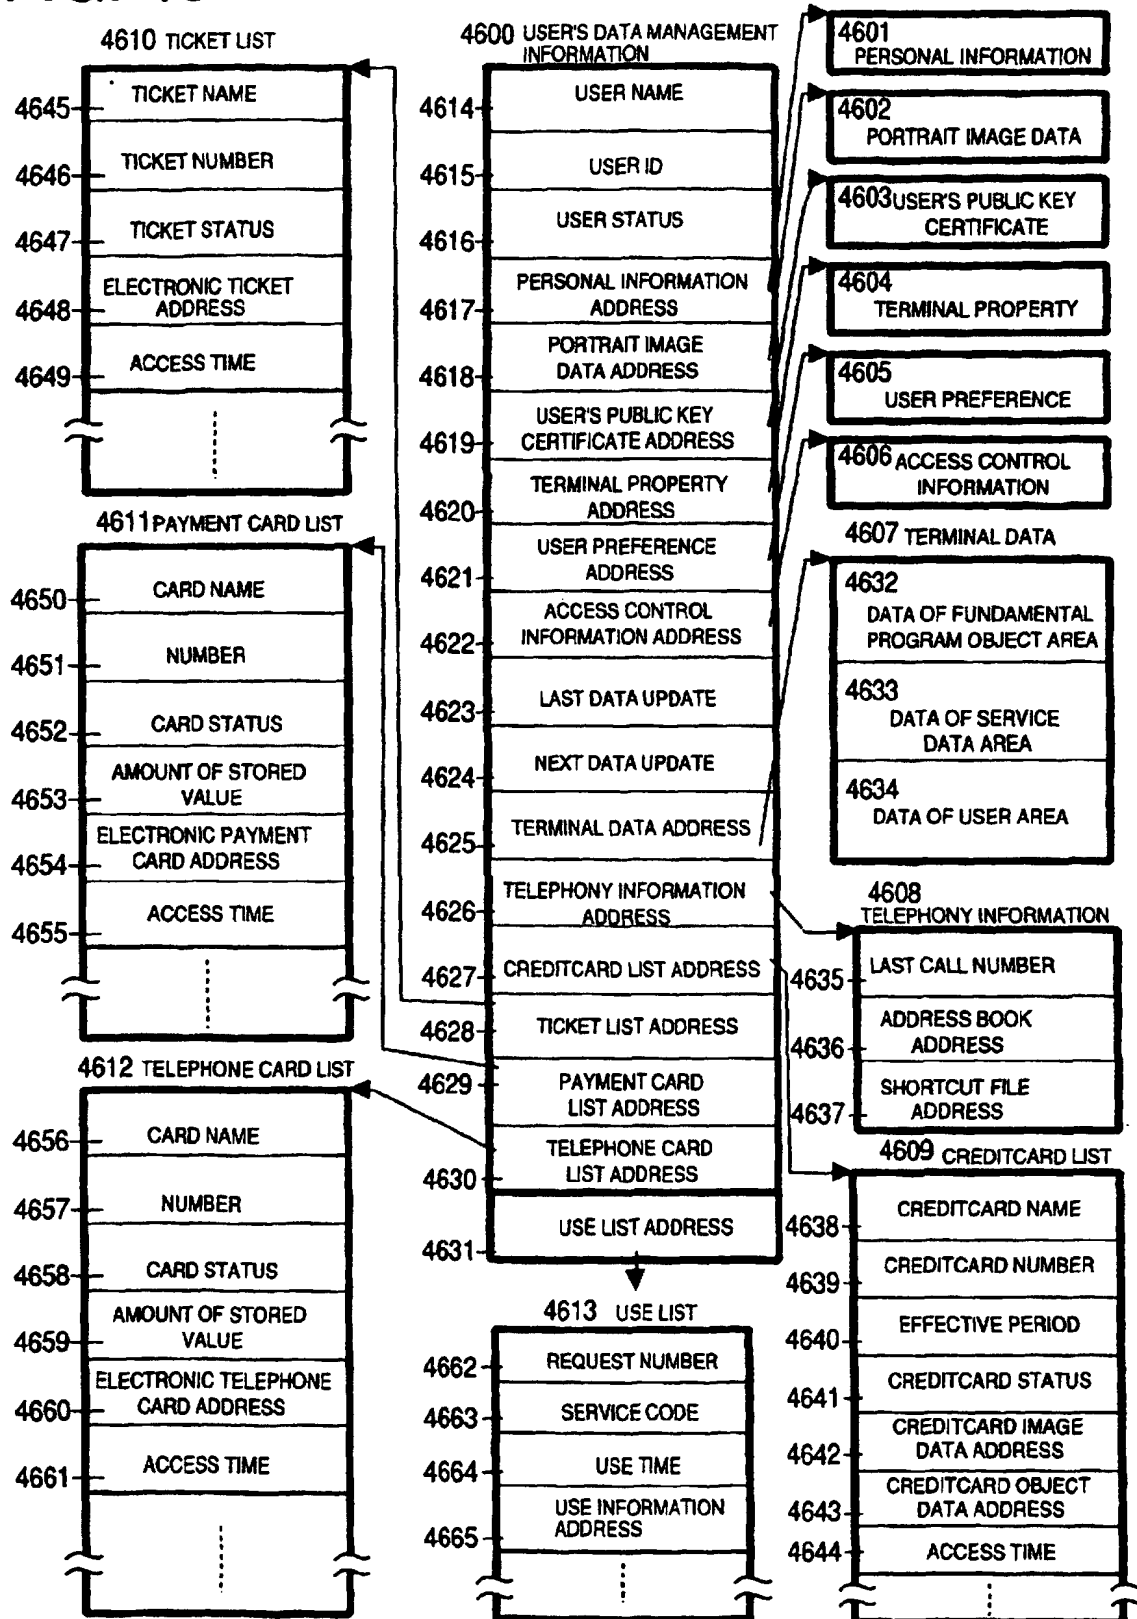 4610 TICKET LIST
4645
TICKET NAME
4646
TICKET NUMBER
4647
TICKET STATUS
4648
ELECTRONIC TICKET
ADDRESS
4649
ACCESS TIME
4611 PAYMENT CARD LIST
4650
CARD NAME
4651
NUMBER
4652
CARD STATUS
4653
AMOUNT OF STORED
VALUE
4654
ELECTRONIC PAYMENT
CARD ADDRESS
4655
ACCESS TIME
4612 TELEPHONE CARD LIST
4656
CARD NAME
4657
NUMBER
4658
CARD STATUS
4659
AMOUNT OF STORED
VALUE
4660
ELECTRONIC TELEPHONE
CARD ADDRESS
4661
ACCESS TIME
4600 USER'S DATA MANAGEMENT
INFORMATION
4614
USER NAME
4615
USER ID
4616
USER STATUS
4617
PERSONAL INFORMATION
ADDRESS
4618
PORTRAIT IMAGE
DATA ADDRESS
4619
USER'S PUBLIC KEY
CERTIFICATE ADDRESS
4620
TERMINAL PROPERTY
ADDRESS
4621
USER PREFERENCE
ADDRESS
4622
ACCESS CONTROL
INFORMATION ADDRESS
4623
LAST DATA UPDATE
4624
NEXT DATA UPDATE
4625
TERMINAL DATA ADDRESS
4626
TELEPHONY INFORMATION
ADDRESS
4627
CREDITCARD LIST ADDRESS
4628
TICKET LIST ADDRESS
4629
PAYMENT CARD
LIST ADDRESS
4630
TELEPHONE CARD
LIST ADDRESS
4631
USE LIST ADDRESS
4613 USE LIST
4662
REQUEST NUMBER
4663
SERVICE CODE
4664
USE TIME
4665
USE INFORMATION
ADDRESS
4601
PERSONAL INFORMATION
4602
PORTRAIT IMAGE DATA
4603 USER'S PUBLIC KEY
CERTIFICATE
4604
TERMINAL PROPERTY
4605
USER PREFERENCE
4606 ACCESS CONTROL
INFORMATION
4607 TERMINAL DATA
4632
DATA OF FUNDAMENTAL
PROGRAM OBJECT AREA
4633
DATA OF SERVICE
DATA AREA
4634
DATA OF USER AREA
4608
TELEPHONY INFORMATION
4635
LAST CALL NUMBER
4636
ADDRESS BOOK
ADDRESS
4637
SHORTCUT FILE
ADDRESS
4609 CREDITCARD LIST
4638
CREDITCARD NAME
4639
CREDITCARD NUMBER
4640
EFFECTIVE PERIOD
4641
CREDITCARD STATUS
4642
CREDITCARD IMAGE
DATA ADDRESS
4643
CREDITCARD OBJECT
DATA ADDRESS
4644
ACCESS TIME